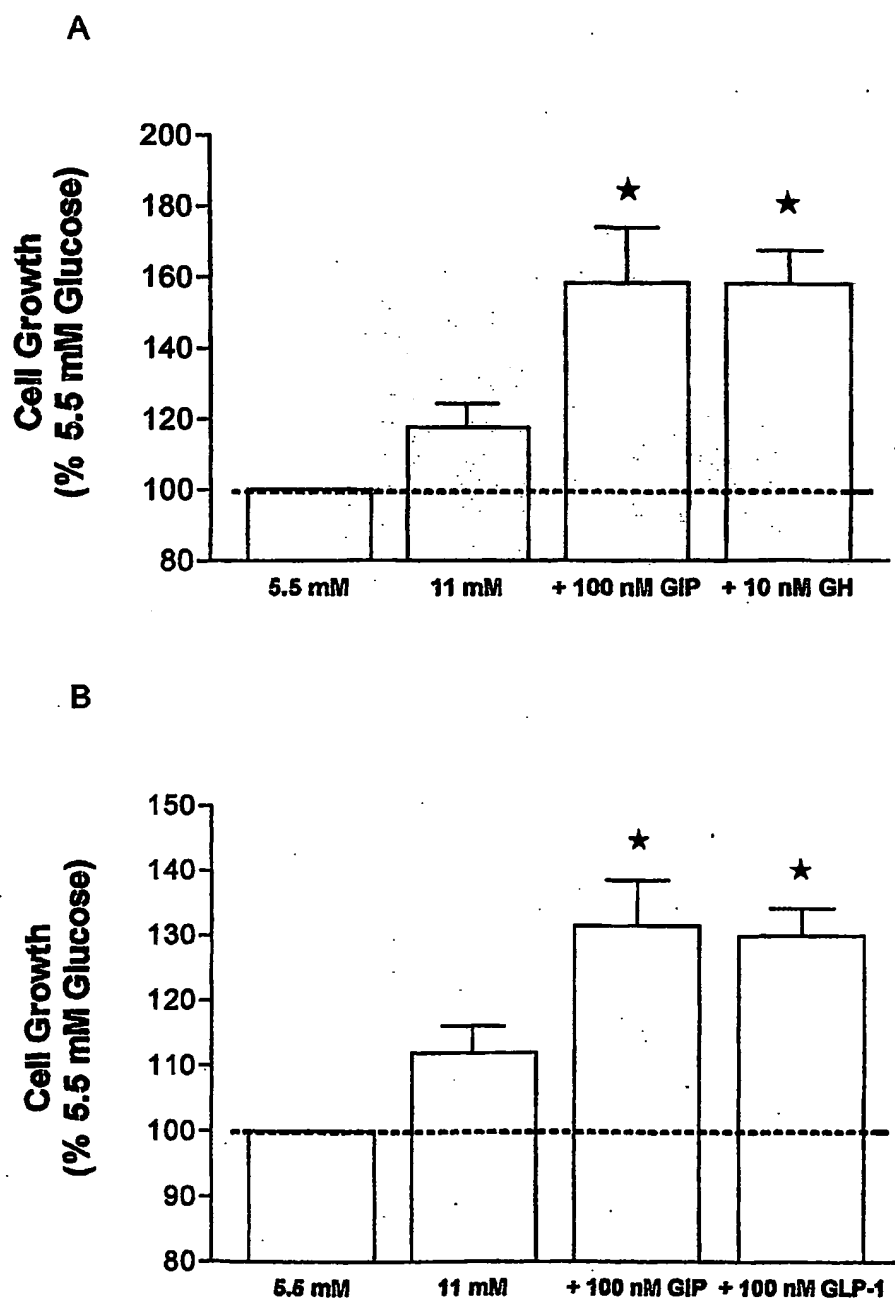 A
Cell Growth
(% 5.5 mM Glucose)
200
180
160
140
120
100
80
5.5 mM
11 mM
+ 100 nM GIP
+ 10 nM GH
B
Cell Growth
(% 5.5 mM Glucose)
150
140
130
120
110
100
90
80
5.5 mM
11 mM
+ 100 nM GIP
+ 100 nM GLP-1